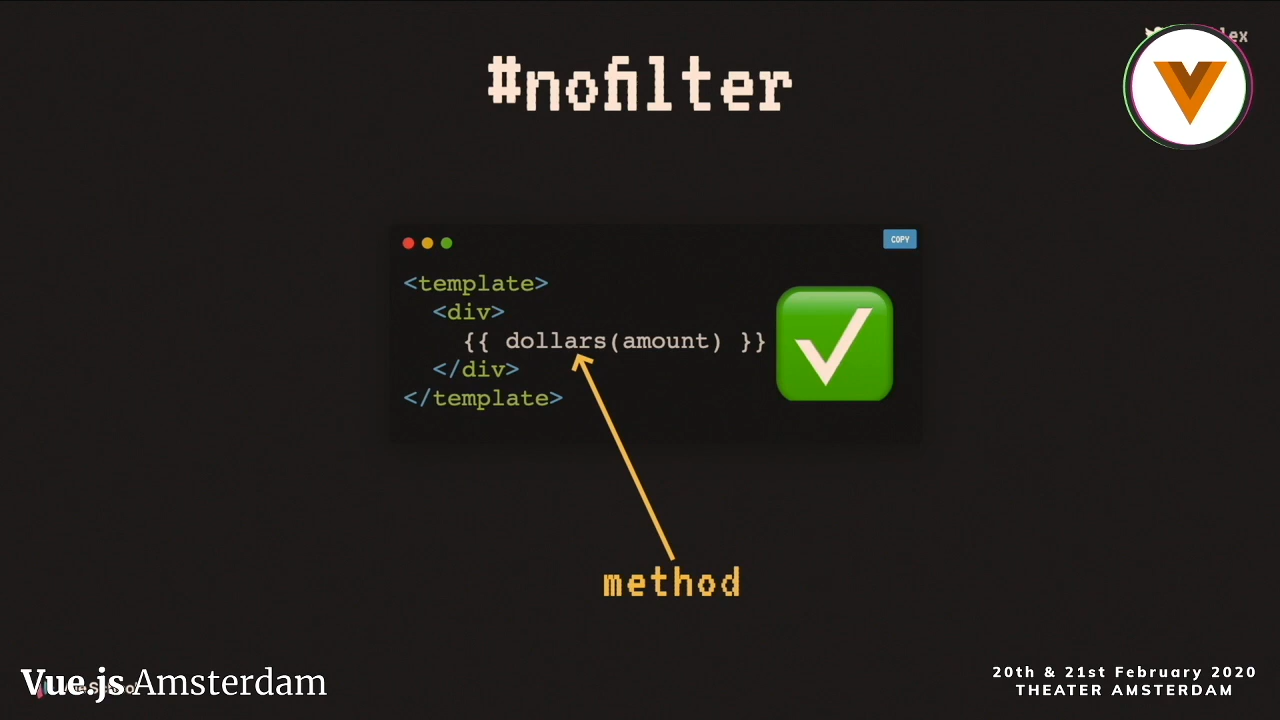 #nofilter
COPY
<template>
<div>
{{ dollars(amount) }}
</div>
</template>
method
Vue.js Amsterdam
20th & 21st February 2020
THEATER AMSTERDAM